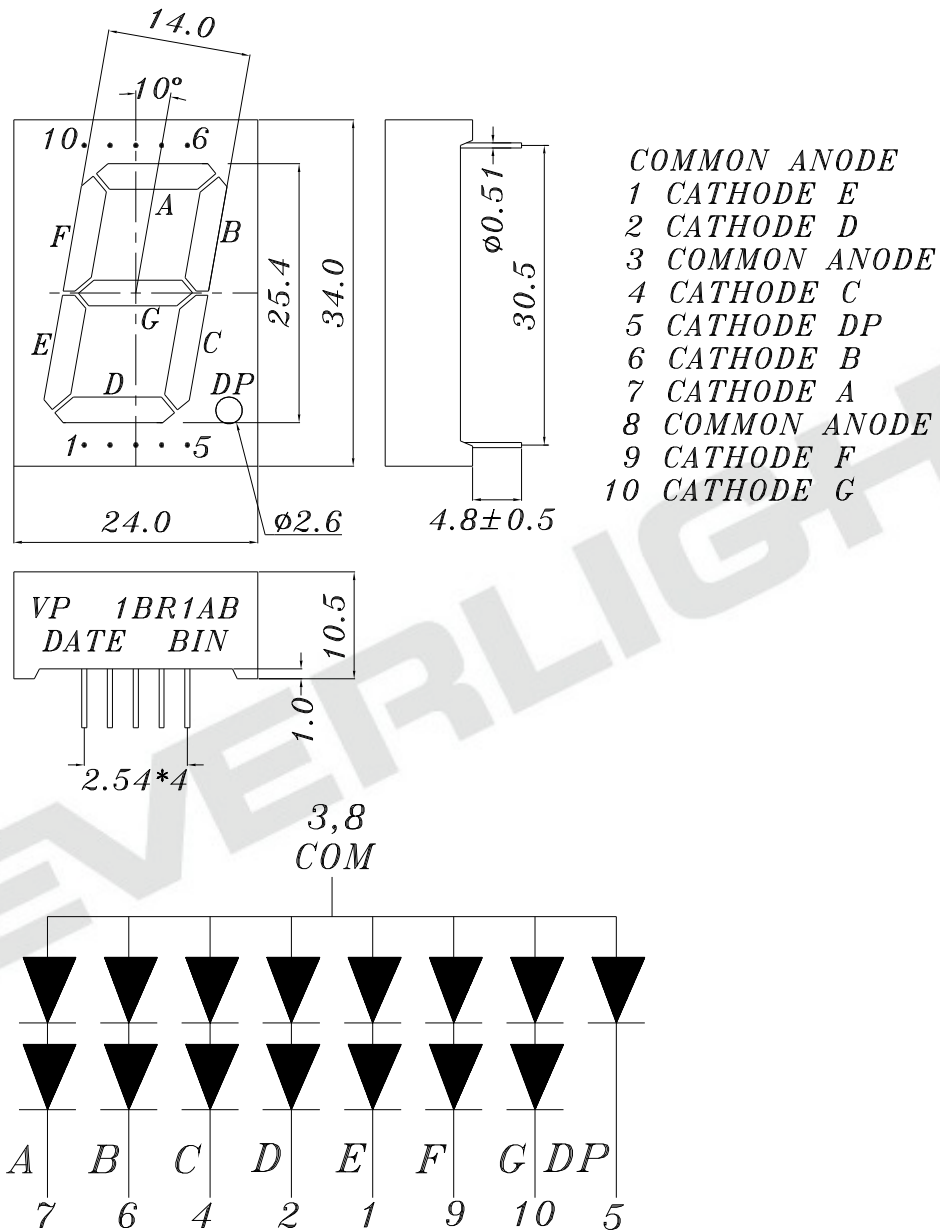 14.0
10°
10 6
A
F B
G
E C
D DP
1 5
25.4
34.0
24.0
ø2.6
ø0.51
30.5
4.8±0.5
COMMON ANODE
1 CATHODE E
2 CATHODE D
3 COMMON ANODE
4 CATHODE C
5 CATHODE DP
6 CATHODE B
7 CATHODE A
8 COMMON ANODE
9 CATHODE F
10 CATHODE G
VP 1BR1AB
DATE BIN
10.5
1.0
2.54*4
EVERLIGH
3,8
COM
A B C D E F G DP
7 6 4 2 1 9 10 5